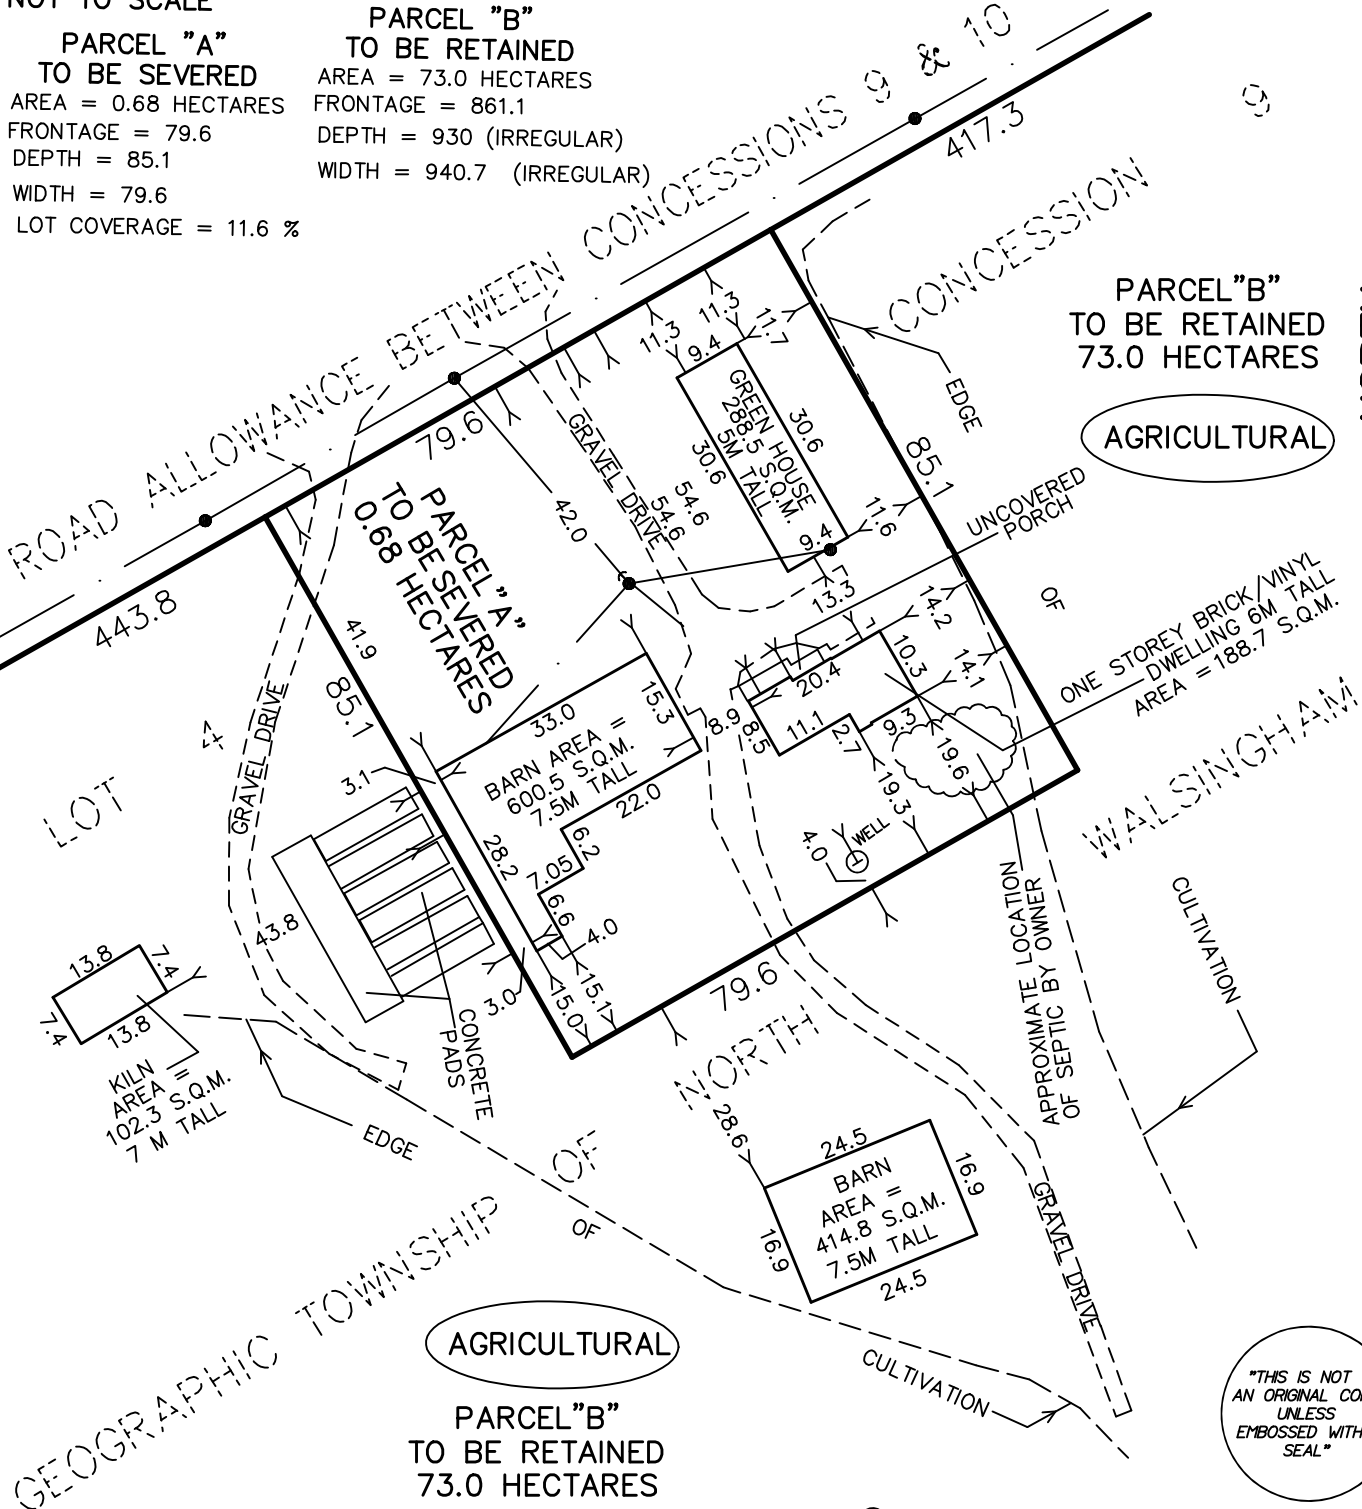 NOT TO SCALE
PARCEL "A"
TO BE SEVERED
AREA = 0.68 HECTARES
FRONTAGE = 79.6
DEPTH = 85.1
WIDTH = 79.6
LOT COVERAGE = 11.6 %
PARCEL "B"
TO BE RETAINED
AREA = 73.0 HECTARES
FRONTAGE = 861.1
DEPTH = 930 (IRREGULAR)
WIDTH = 940.7 (IRREGULAR)
ROAD ALLOWANCE BETWEEN CONCESSIONS 9 & 10
417.3
9
CONCESSION
PARCEL"B"
TO BE RETAINED
73.0 HECTARES
AGRICULTURAL
EDGE
OF
CULTIVATION
443.8
79.6
85.1
11.3
11.3
11.7
9.4
GREEN HOUSE
288.5 S.Q.M.
5M TALL
30.6
30.6
9.4
11.6
GRAVEL DRIVE
54.6
54.6
42.0
PARCEL "A"
TO BE SEVERED
0.68 HECTARES
41.9
85.1
UNCOVERED
PORCH
13.3
14.2
ONE STOREY BRICK/VINYL
DWELLING 6M TALL
AREA =188.7 S.Q.M.
10.3
14.1
20.4
8.9
8.5
11.1
2.7
9.3
19.6
19.3
33.0
15.3
BARN AREA =
600.5 S.Q.M.
7.5M TALL
22.0
6.2
7.05
6.6
28.2
4.0
3.1
3.0
15.0
15.1
4.0
WELL
LOT 4
GRAVEL DRIVE
43.8
CONCRETE
PADS
13.8
7.4
7.4
13.8
KILN
AREA =
102.3 S.Q.M.
7 M TALL
79.6
APPROXIMATE LOCATION
OF SEPTIC BY OWNER
WALSINGHAM
NORTH
28.6
24.5
16.9
BARN
AREA =
414.8 S.Q.M.
7.5M TALL
16.9
24.5
GRAVEL DRIVE
EDGE
OF
CULTIVATION
GEOGRAPHIC TOWNSHIP OF
AGRICULTURAL
PARCEL"B"
TO BE RETAINED
73.0 HECTARES
"THIS IS NOT
AN ORIGINAL
UNLESS
EMBOSSED WITH
SEAL"